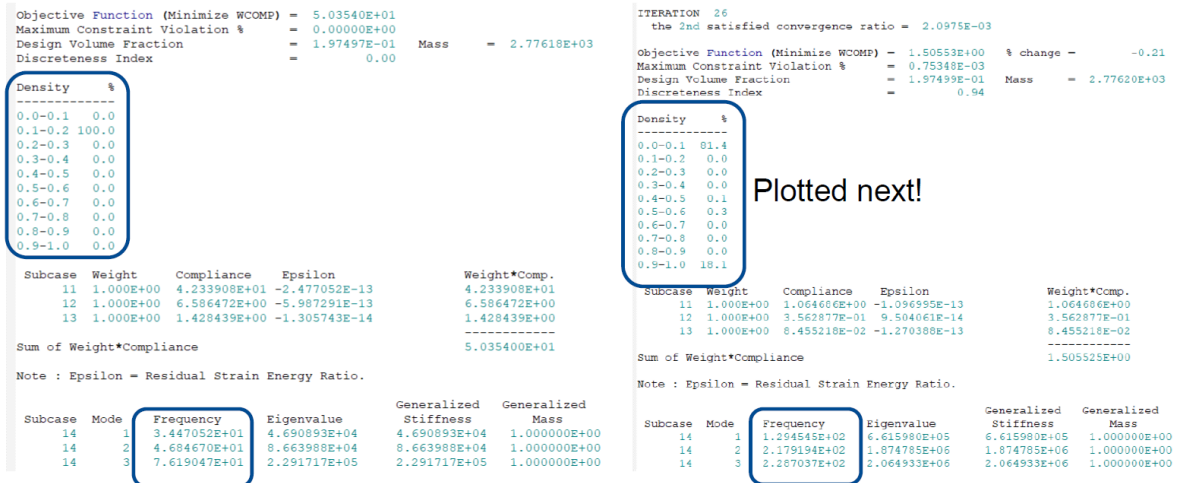 Objective Function (Minimize WCOMP) = 5.03540E+01
Maximum Constraint Violation % = 0.00000E+00
Design Volume Fraction = 1.97497E-01 Mass = 2.77618E+03
Discreteness Index = 0.00
Density %
-------------
0.0-0.1 0.0
0.1-0.2 100.0
0.2-0.3 0.0
0.3-0.4 0.0
0.4-0.5 0.0
0.5-0.6 0.0
0.6-0.7 0.0
0.7-0.8 0.0
0.8-0.9 0.0
0.9-1.0 0.0
Subcase Weight Compliance Epsilon Weight*Comp.
11 1.000E+00 4.233908E+01 -2.477052E-13 4.233908E+01
12 1.000E+00 6.586472E+00 -5.987291E-13 6.586472E+00
13 1.000E+00 1.428439E+00 -1.305743E-14 1.428439E+00
------------
Sum of Weight*Compliance 5.035400E+01
Note : Epsilon = Residual Strain Energy Ratio.
Generalized Generalized
Subcase Mode Frequency Eigenvalue Stiffness Mass
14 1 3.447052E+01 4.690893E+04 4.690893E+04 1.000000E+00
14 2 4.684670E+01 8.663988E+04 8.663988E+04 1.000000E+00
14 3 7.619047E+01 2.291717E+05 2.291717E+05 1.000000E+00
ITERATION 26
the 2nd satisfied convergence ratio = 2.0975E-03
Objective Function (Minimize WCOMP) = 1.50553E+00 % change = -0.21
Maximum Constraint Violation % = 0.75348E-03
Design Volume Fraction = 1.97499E-01 Mass = 2.77620E+03
Discreteness Index = 0.94
Density %
-------------
0.0-0.1 81.4
0.1-0.2 0.0
0.2-0.3 0.0
0.3-0.4 0.0
0.4-0.5 0.1
0.5-0.6 0.3
0.6-0.7 0.0
0.7-0.8 0.0
0.8-0.9 0.0
0.9-1.0 18.1
Plotted next!
Subcase Weight Compliance Epsilon Weight*Comp.
11 1.000E+00 1.064686E+00 -1.096995E-13 1.064686E+00
12 1.000E+00 3.562877E-01 9.504061E-14 3.562877E-01
13 1.000E+00 8.455218E-02 -1.270388E-13 8.455218E-02
------------
Sum of Weight*Compliance 1.505525E+00
Note : Epsilon = Residual Strain Energy Ratio.
Generalized Generalized
Subcase Mode Frequency Eigenvalue Stiffness Mass
14 1 1.294545E+02 6.615980E+05 6.615980E+05 1.000000E+00
14 2 2.179194E+02 1.874785E+06 1.874785E+06 1.000000E+00
14 3 2.287037E+02 2.064933E+06 2.064933E+06 1.000000E+00